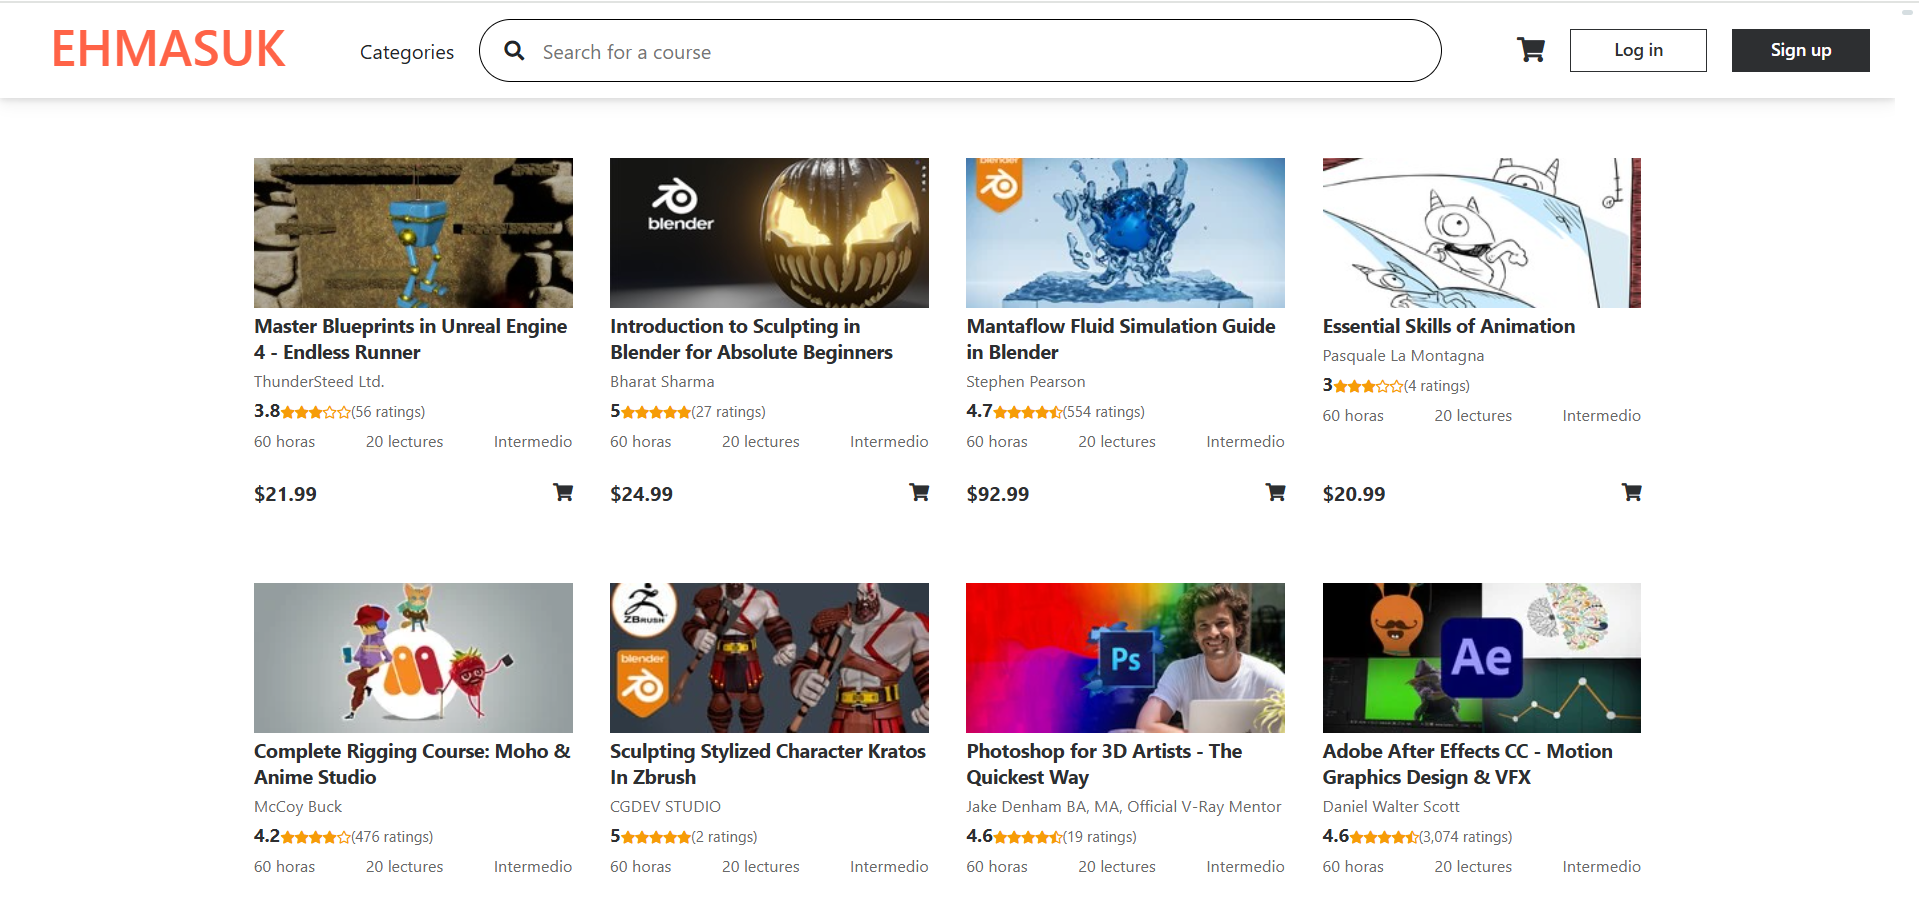 EHMASUK
Categories
Search for a course
Log in
Sign up
blender
blender
Master Blueprints in Unreal Engine
4 - Endless Runner
ThunderSteed Ltd.
3.8 (56 ratings)
60 horas 20 lectures Intermedio
$21.99
Introduction to Sculpting in
Blender for Absolute Beginners
Bharat Sharma
5 (27 ratings)
60 horas 20 lectures Intermedio
$24.99
Mantaflow Fluid Simulation Guide
in Blender
Stephen Pearson
4.7 (554 ratings)
60 horas 20 lectures Intermedio
$92.99
Essential Skills of Animation
Pasquale La Montagna
3 (4 ratings)
60 horas 20 lectures Intermedio
$20.99
ZBRUSH
blender
Ps
Ae
Complete Rigging Course: Moho &
Anime Studio
McCoy Buck
4.2 (476 ratings)
60 horas 20 lectures Intermedio
Sculpting Stylized Character Kratos
In Zbrush
CGDEV STUDIO
5 (2 ratings)
60 horas 20 lectures Intermedio
Photoshop for 3D Artists - The
Quickest Way
Jake Denham BA, MA, Official V-Ray Mentor
4.6 (19 ratings)
60 horas 20 lectures Intermedio
Adobe After Effects CC - Motion
Graphics Design & VFX
Daniel Walter Scott
4.6 (3,074 ratings)
60 horas 20 lectures Intermedio